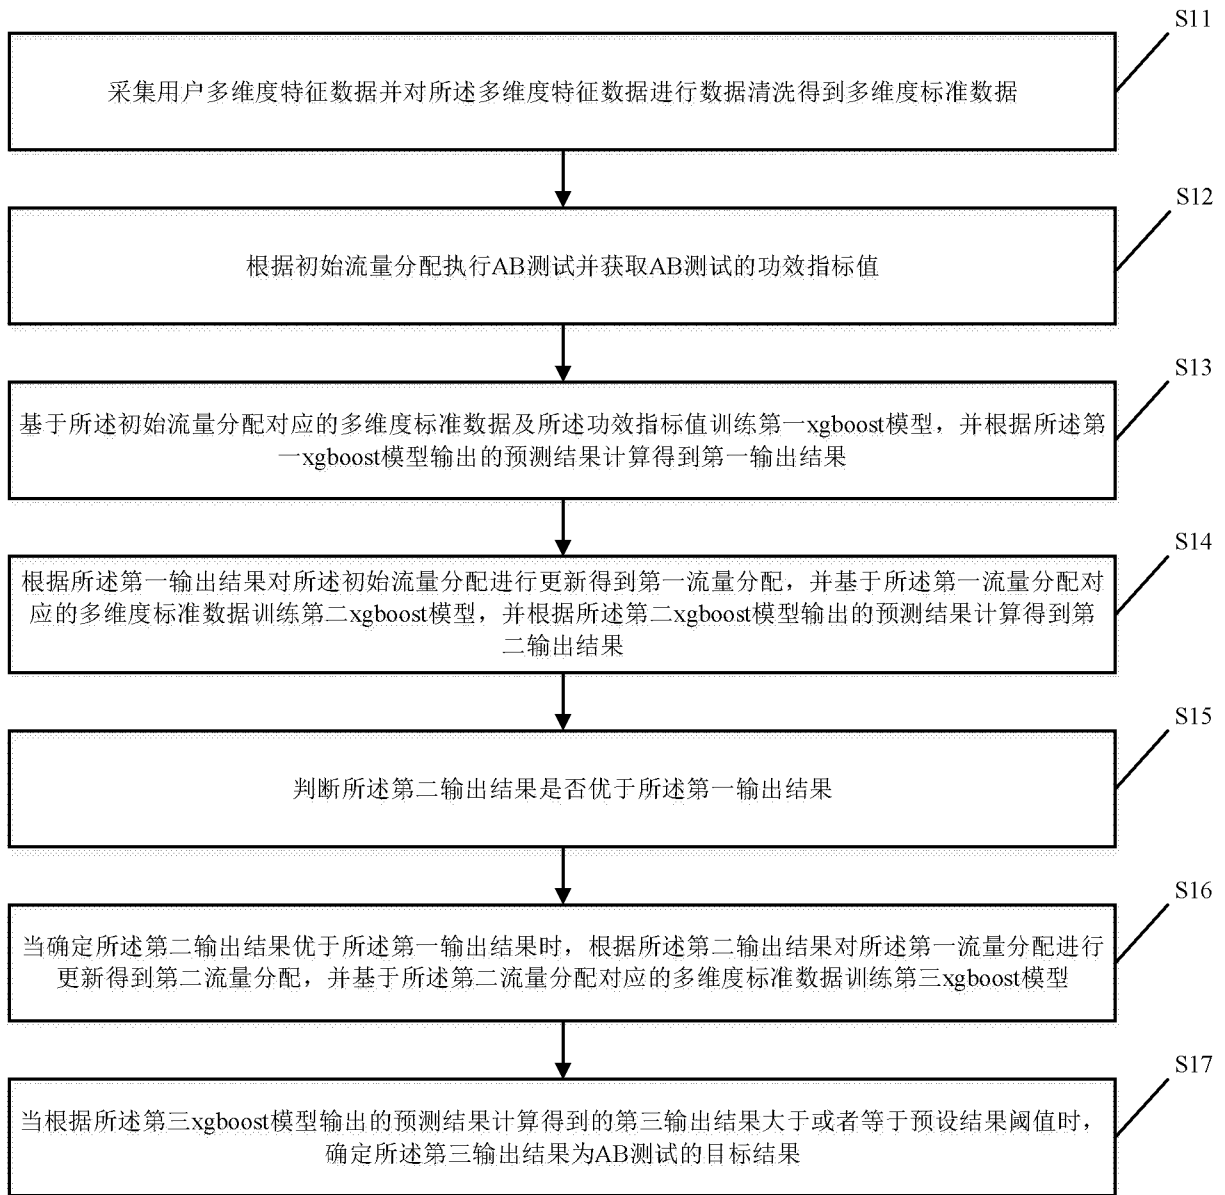 S11
采集用户多维度特征数据并对所述多维度特征数据进行数据清洗得到多维度标准数据
S12
根据初始流量分配执行AB测试并获取AB测试的功效指标值
S13
基于所述初始流量分配对应的多维度标准数据及所述功效指标值训练第一xgboost模型，并根据所述第
一xgboost模型输出的预测结果计算得到第一输出结果
S14
根据所述第一输出结果对所述初始流量分配进行更新得到第一流量分配，并基于所述第一流量分配对
应的多维度标准数据训练第二xgboost模型，并根据所述第二xgboost模型输出的预测结果计算得到第
二输出结果
S15
判断所述第二输出结果是否优于所述第一输出结果
S16
当确定所述第二输出结果优于所述第一输出结果时，根据所述第二输出结果对所述第一流量分配进行
更新得到第二流量分配，并基于所述第二流量分配对应的多维度标准数据训练第三xgboost模型
S17
当根据所述第三xgboost模型输出的预测结果计算得到的第三输出结果大于或者等于预设结果阈值时，
确定所述第三输出结果为AB测试的目标结果